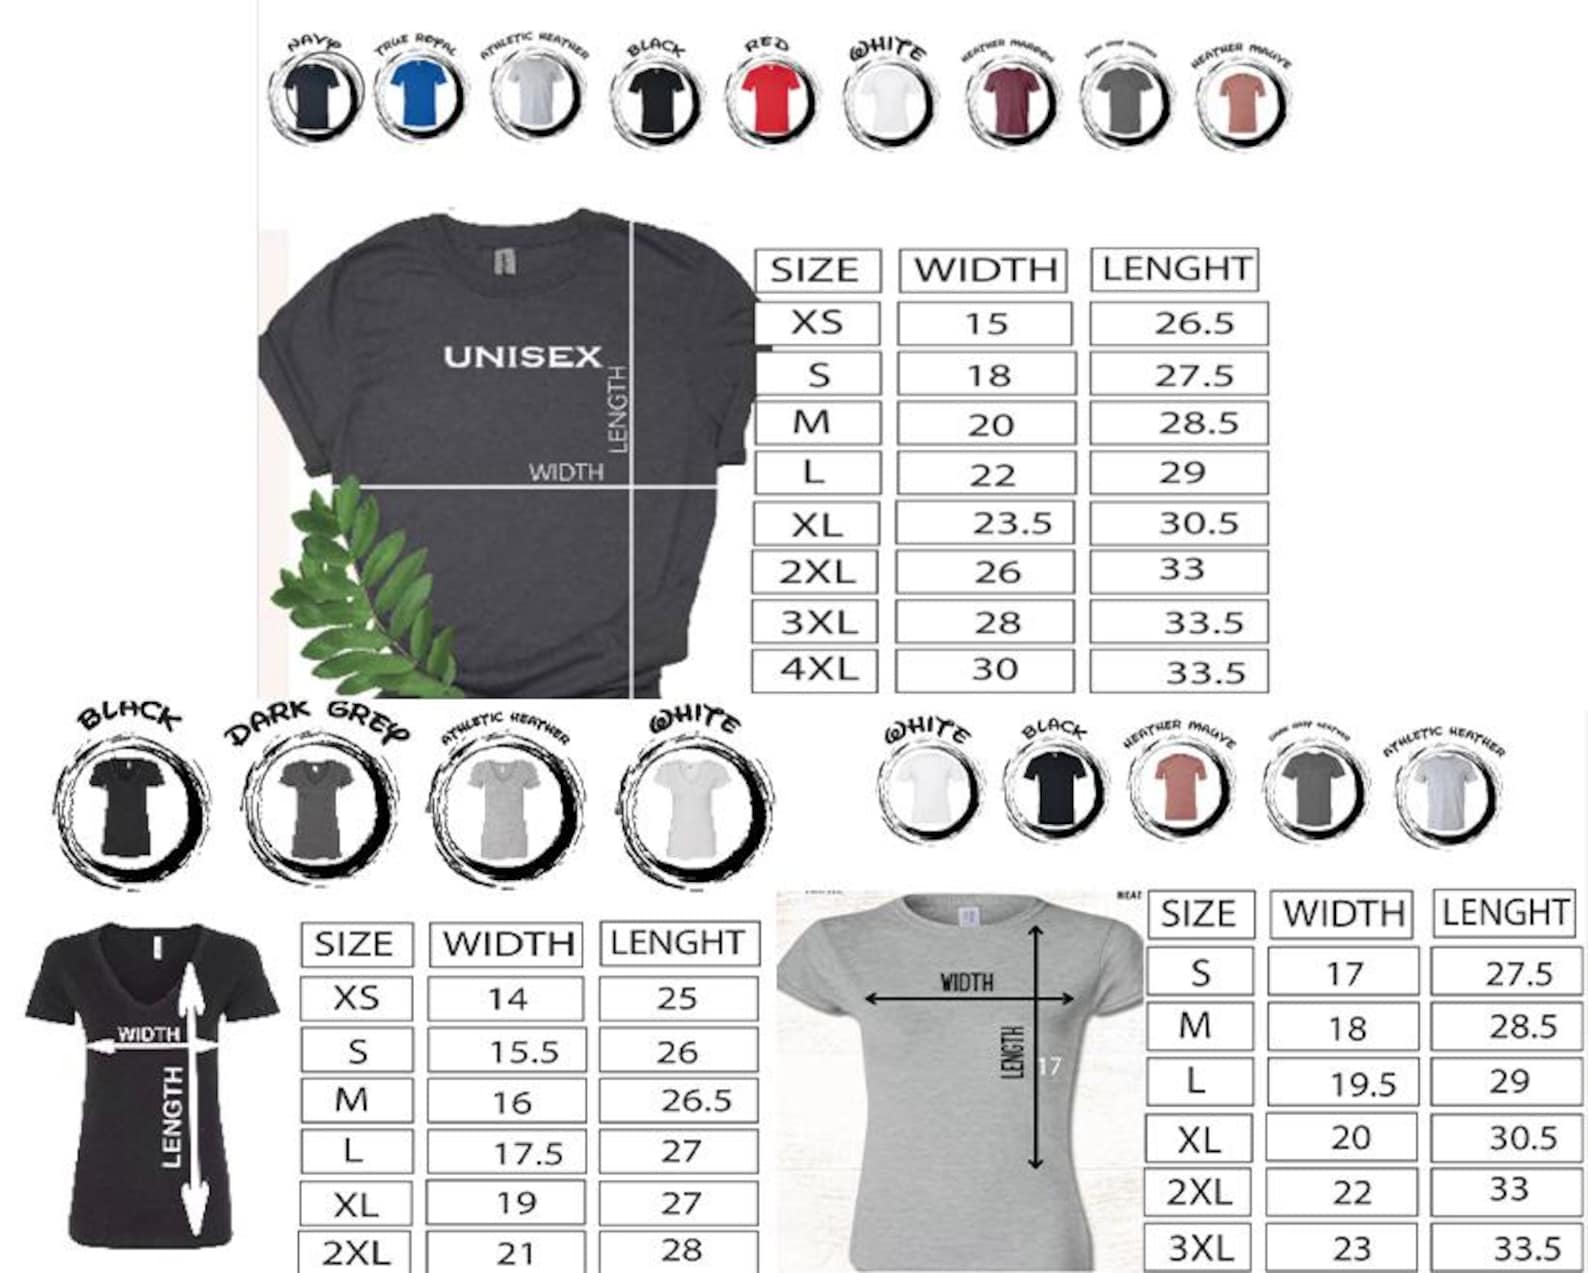 NAVY TRUE ROYAL ATHLETIC HEATHER BLACK RED WHITE HEATHER MAROON HEATHER MAUVE
UNISEX
LENGTH
WIDTH
SIZE WIDTH LENGHT
XS 15 26.5
S 18 27.5
M 20 28.5
L 22 29
XL 23.5 30.5
2XL 26 33
3XL 28 33.5
4XL 30 33.5
BLACK DARK GREY ATHLETIC HEATHER WHITE
WIDTH
LENGTH
SIZE WIDTH LENGHT
XS 14 25
S 15.5 26
M 16 26.5
L 17.5 27
XL 19 27
2XL 21 28
WHITE BLACK HEATHER MAUVE ATHLETIC HEATHER
HEAT
WIDTH
LENGTH
17
SIZE WIDTH LENGHT
S 17 27.5
M 18 28.5
L 19.5 29
XL 20 30.5
2XL 22 33
3XL 23 33.5